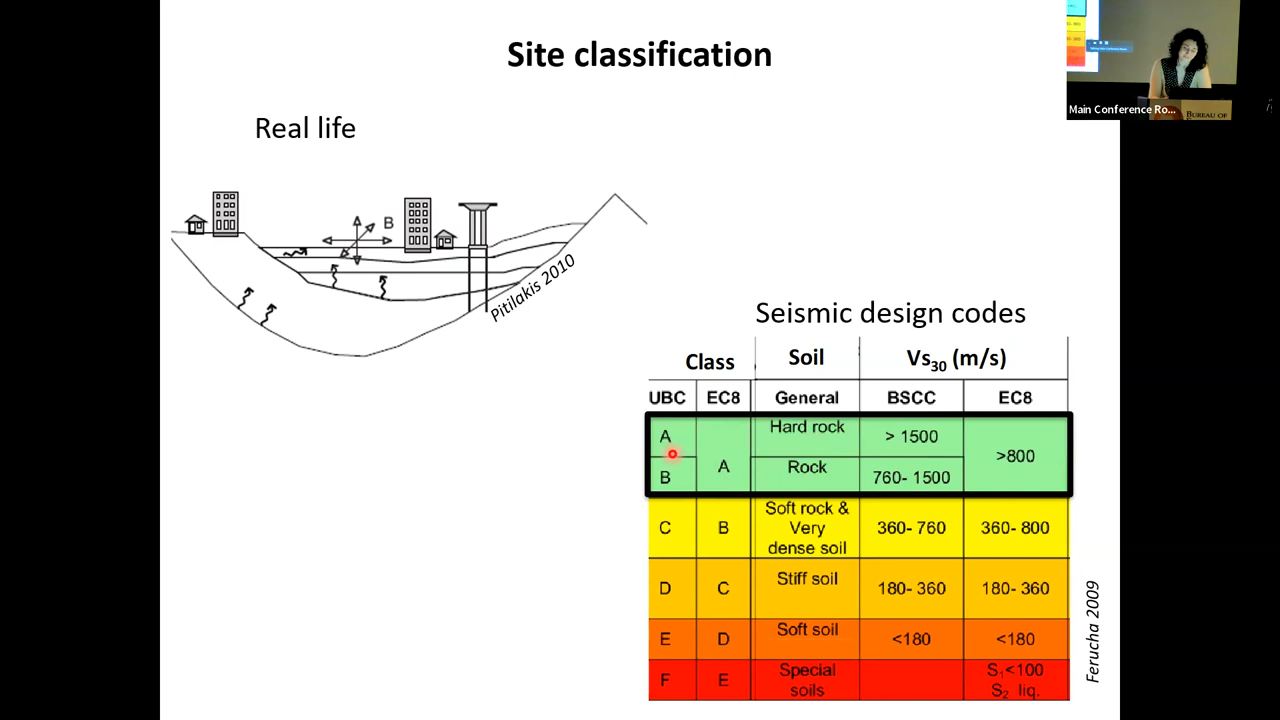 Site classification
Main Conference Ro...
BUREAU OF
Real life
B
Pitilakis 2010
Seismic design codes
Class Soil Vs30 (m/s)
UBC EC8 General BSCC EC8
A A Hard rock > 1500 >800
B Rock 760- 1500
C B Soft rock & Very dense soil 360- 760 360- 800
D C Stiff soil 180- 360 180- 360
E D Soft soil <180 <180
F E Special soils S1<100 S2 liq.
Ferucha 2009